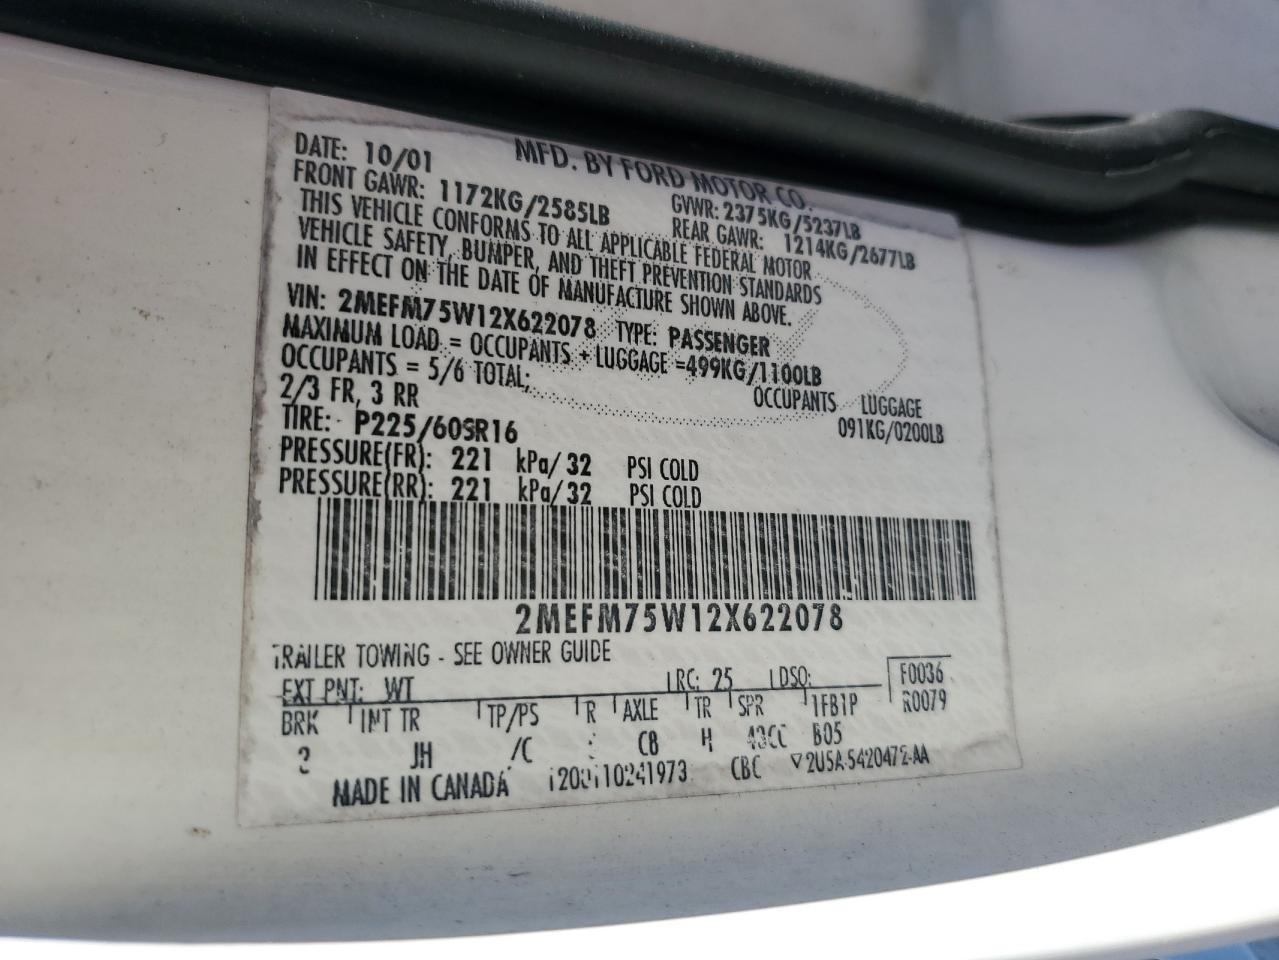 MFD. BY FORD MOTOR CO.
DATE: 10/01 GVWR: 2375KG/5237LB
FRONT GAWR: 1172KG/2585LB REAR GAWR: 1214KG/2677LB
THIS VEHICLE CONFORMS TO ALL APPLICABLE FEDERAL MOTOR
VEHICLE SAFETY, BUMPER, AND THEFT PREVENTION STANDARDS
IN EFFECT ON THE DATE OF MANUFACTURE SHOWN ABOVE.
VIN: 2MEFM75W12X622078 TYPE: PASSENGER
MAXIMUM LOAD = OCCUPANTS + LUGGAGE =499KG/1100LB
OCCUPANTS = 5/6 TOTAL; OCCUPANTS LUGGAGE
2/3 FR, 3 RR 091KG/0200LB
TIRE: P225/60SR16
PRESSURE(FR): 221 kPa/32 PSI COLD
PRESSURE(RR): 221 kPa/32 PSI COLD
2MEFM75W12X622078
TRAILER TOWING - SEE OWNER GUIDE
EXT PNT: WT RC: 25 DSO: F0036
BRK INT TR TP/PS R AXLE TR SPR 1FB1P R0079
JH /C C8 B05
MADE IN CANADA CBC